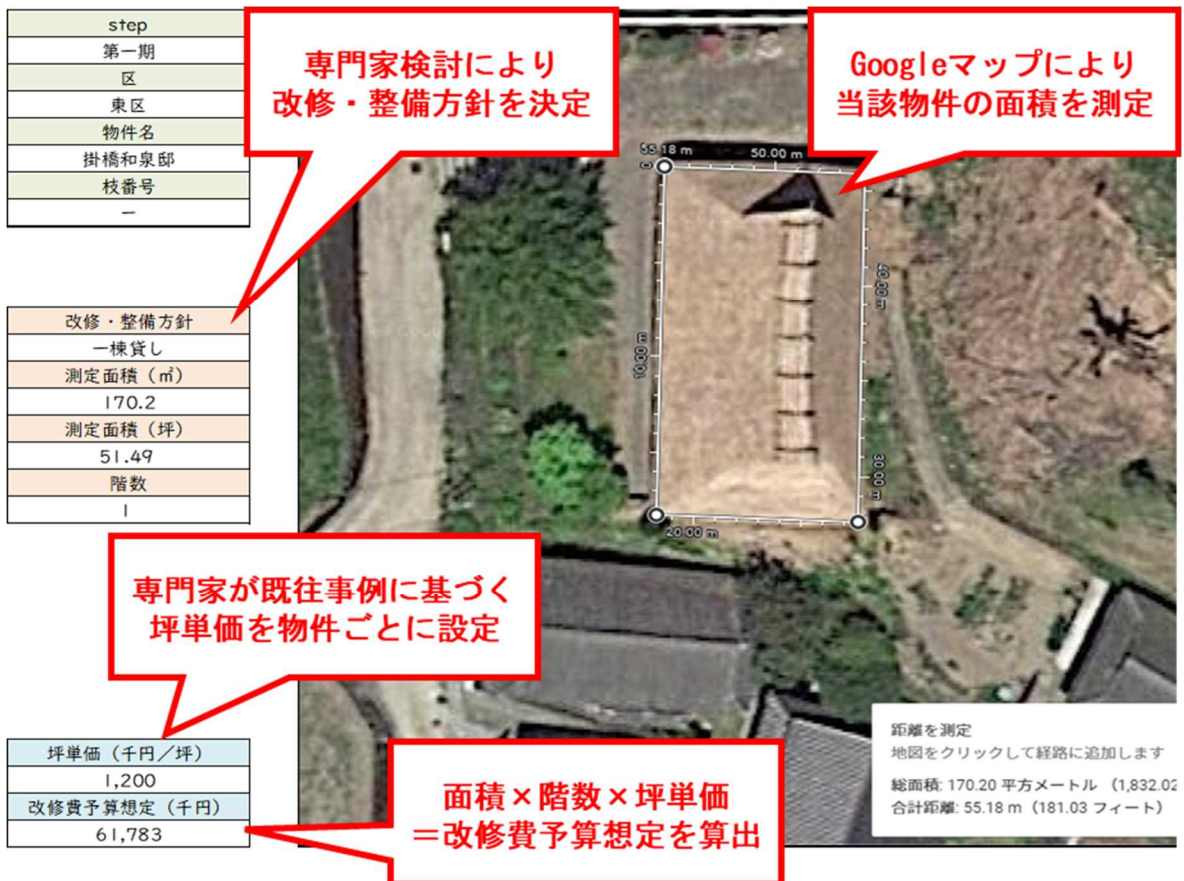 step
第一期
区
東区
物件名
掛橋和泉邸
枝番号
ー
専門家検討により
改修・整備方針を決定
Googleマップにより
当該物件の面積を測定
改修・整備方針
一棟貸し
測定面積（㎡）
170.2
測定面積（坪）
51.49
階数
1
55.18 m
0
50.00 m
40.00 m
10.00 m
30.00 m
20.00 m
専門家が既往事例に基づく
坪単価を物件ごとに設定
坪単価（千円／坪）
1,200
改修費予算想定（千円）
61,783
面積×階数×坪単価
＝改修費予算想定を算出
距離を測定
地図をクリックして経路に追加します
総面積: 170.20 平方メートル （1,832.02
合計距離: 55.18 m（181.03 フィート）